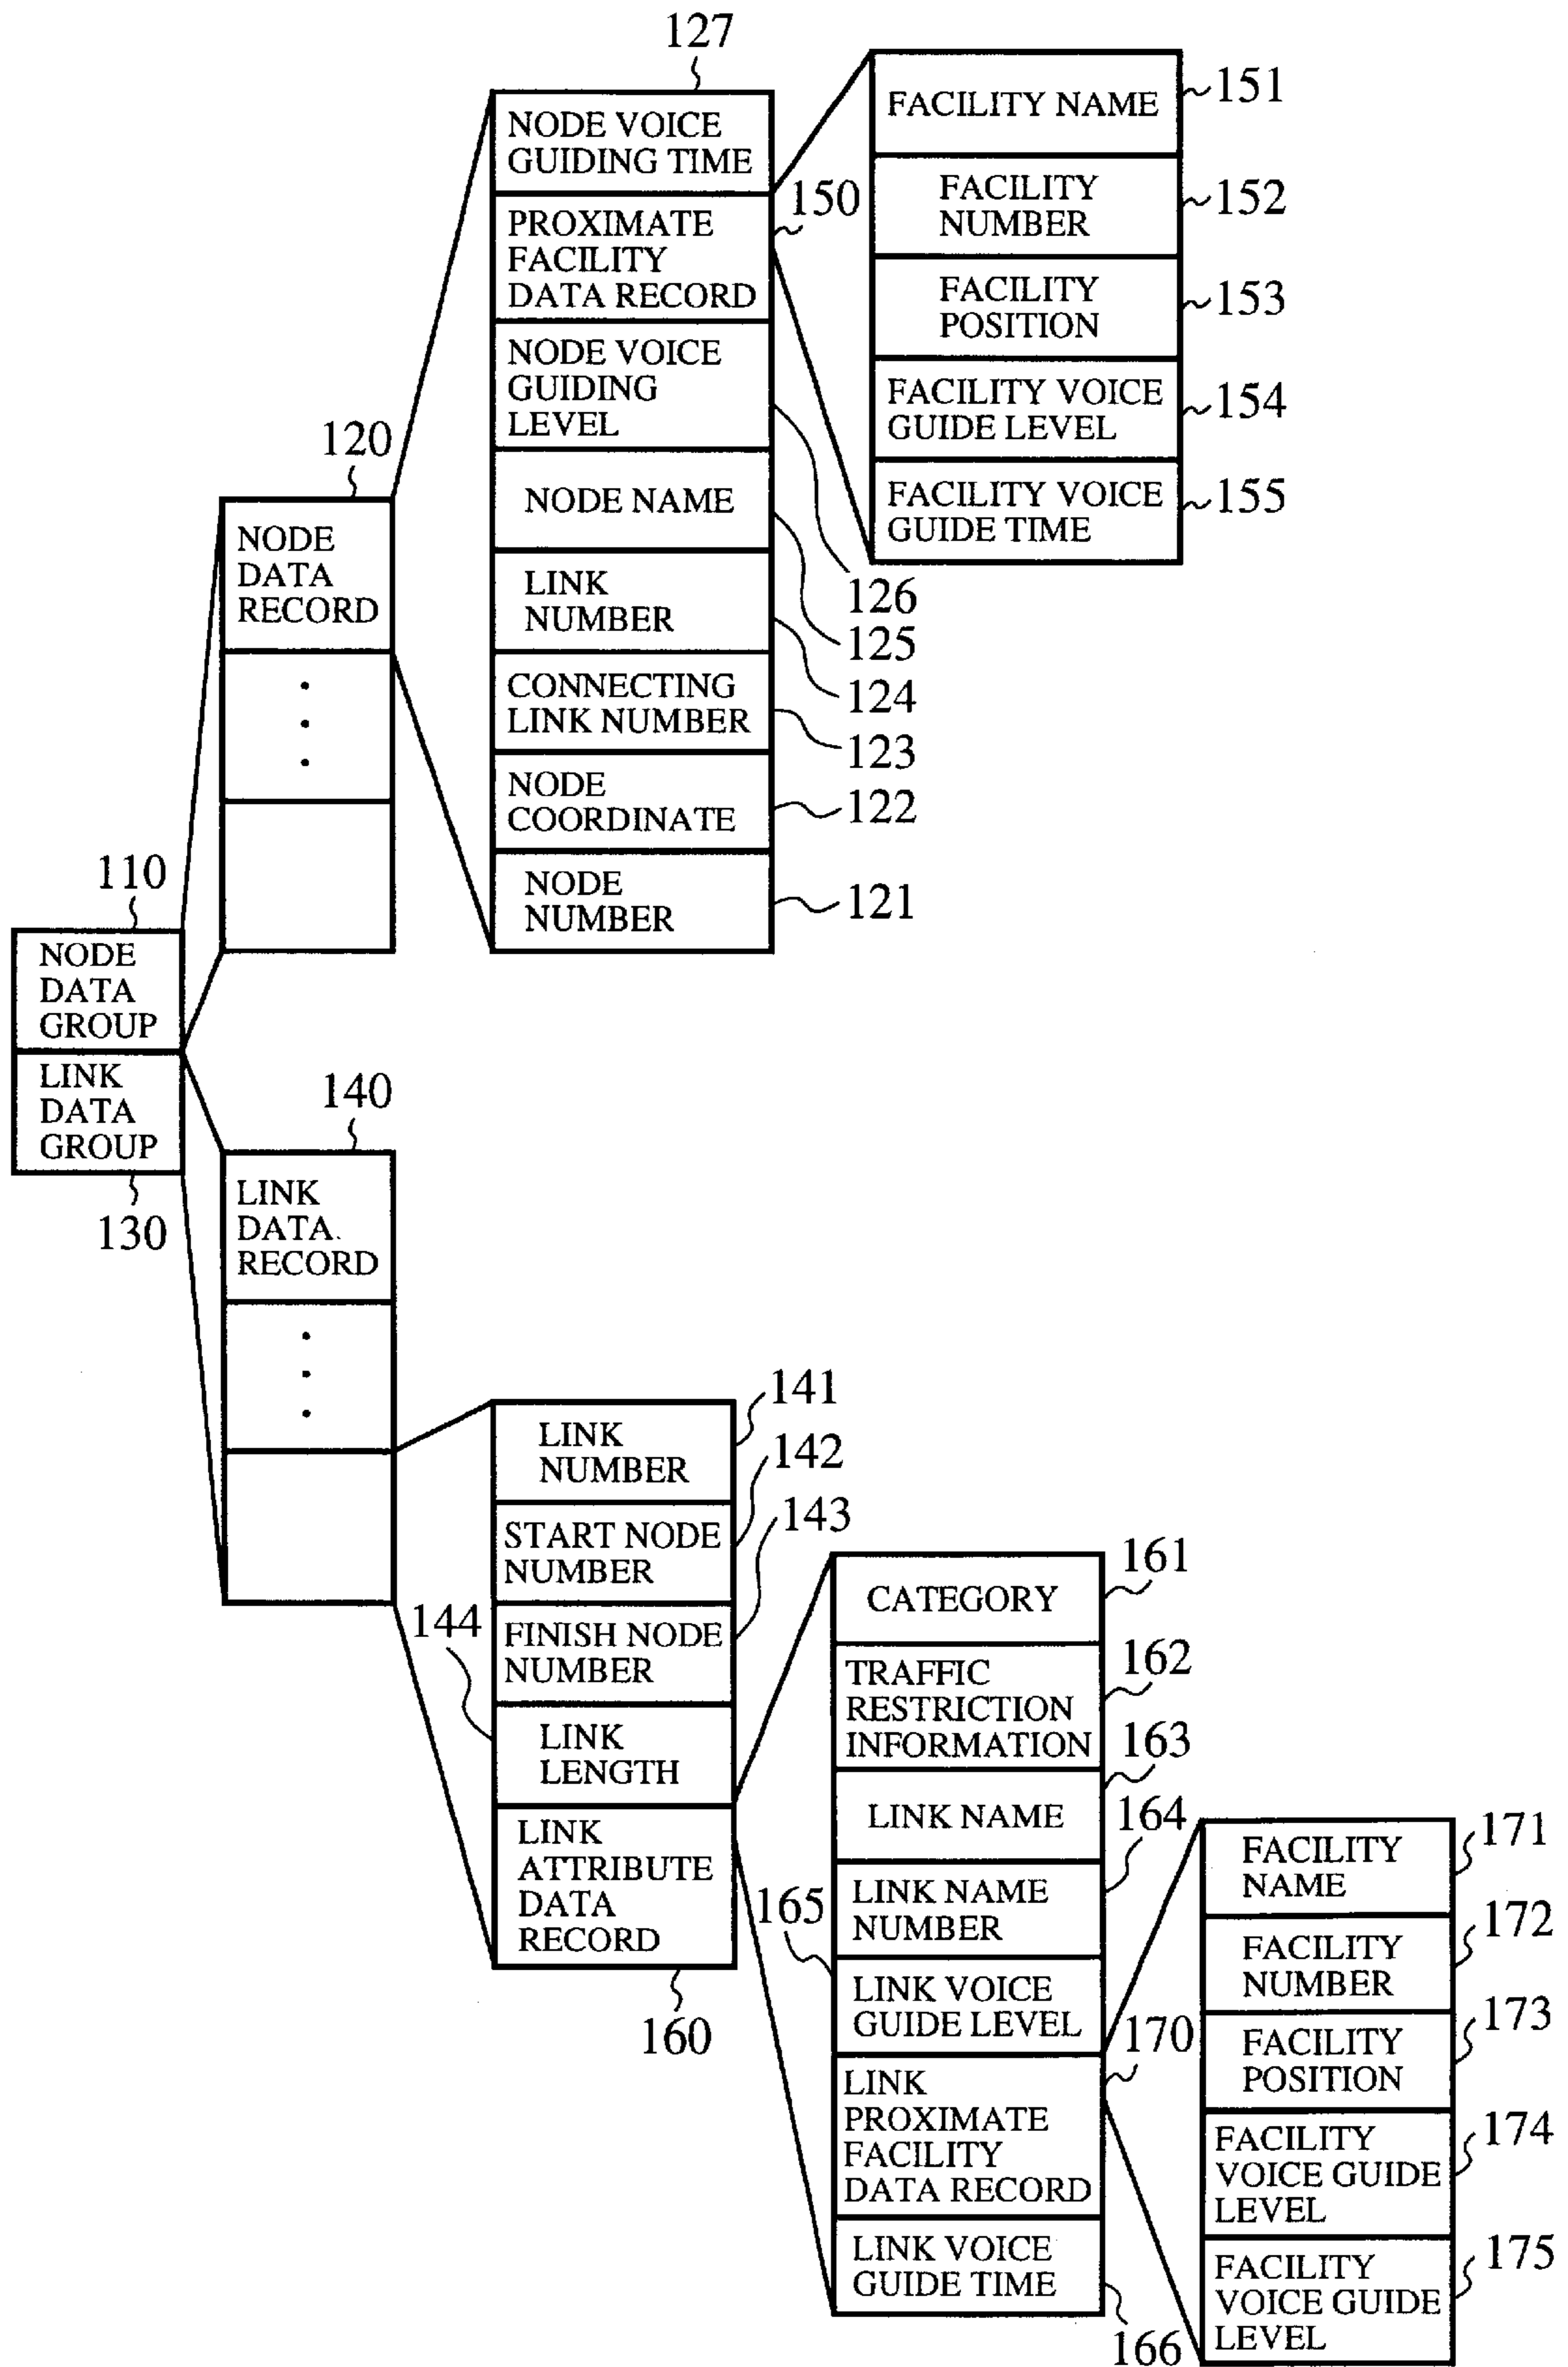 127
NODE VOICE
GUIDING TIME
150
PROXIMATE
FACILITY
DATA RECORD
NODE VOICE
GUIDING
LEVEL
NODE NAME
LINK
NUMBER
CONNECTING
LINK NUMBER
NODE
COORDINATE
NODE
NUMBER
126
125
124
123
122
121
FACILITY NAME
151
FACILITY
NUMBER
152
FACILITY
POSITION
153
FACILITY VOICE
GUIDE LEVEL
154
FACILITY VOICE
GUIDE TIME
155
120
NODE
DATA
RECORD
110
NODE
DATA
GROUP
LINK
DATA
GROUP
130
140
LINK
DATA.
RECORD
141
LINK
NUMBER
142
START NODE
NUMBER
143
FINISH NODE
NUMBER
144
LINK
LENGTH
LINK
ATTRIBUTE
DATA
RECORD
160
161
CATEGORY
162
TRAFFIC
RESTRICTION
INFORMATION
163
LINK NAME
164
LINK NAME
NUMBER
165
LINK VOICE
GUIDE LEVEL
170
LINK
PROXIMATE
FACILITY
DATA RECORD
LINK VOICE
GUIDE TIME
166
171
FACILITY
NAME
172
FACILITY
NUMBER
173
FACILITY
POSITION
174
FACILITY
VOICE GUIDE
LEVEL
175
FACILITY
VOICE GUIDE
LEVEL